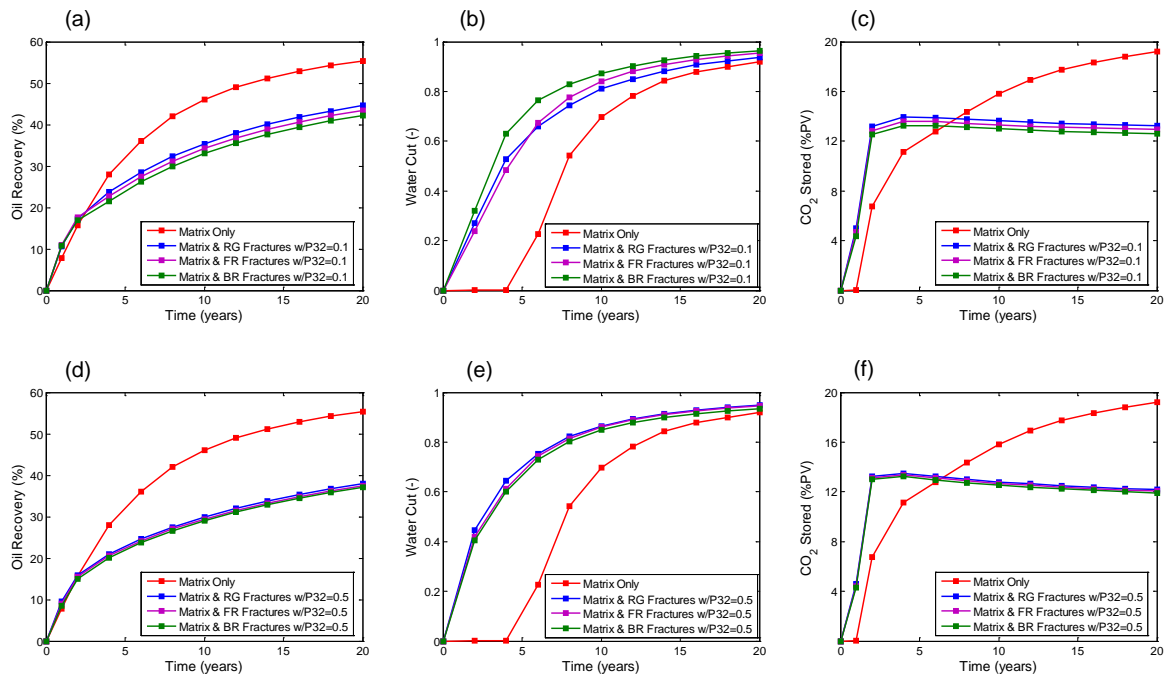 (a)
60
50
40
30
20
10
0
Oil Recovery (%)
Matrix Only
Matrix & RG Fractures w/P32=0.1
Matrix & FR Fractures w/P32=0.1
Matrix & BR Fractures w/P32=0.1
0 5 10 15 20
Time (years)
(b)
1
0.8
0.6
0.4
0.2
0
Water Cut (-)
Matrix Only
Matrix & RG Fractures w/P32=0.1
Matrix & FR Fractures w/P32=0.1
Matrix & BR Fractures w/P32=0.1
0 5 10 15 20
Time (years)
(c)
20
16
12
8
4
0
CO2 Stored (%PV)
Matrix Only
Matrix & RG Fractures w/P32=0.1
Matrix & FR Fractures w/P32=0.1
Matrix & BR Fractures w/P32=0.1
0 5 10 15 20
Time (years)
(d)
60
50
40
30
20
10
0
Oil Recovery (%)
Matrix Only
Matrix & RG Fractures w/P32=0.5
Matrix & FR Fractures w/P32=0.5
Matrix & BR Fractures w/P32=0.5
0 5 10 15 20
Time (years)
(e)
1
0.8
0.6
0.4
0.2
0
Water Cut (-)
Matrix Only
Matrix & RG Fractures w/P32=0.5
Matrix & FR Fractures w/P32=0.5
Matrix & BR Fractures w/P32=0.5
0 5 10 15 20
Time (years)
(f)
20
16
12
8
4
0
CO2 Stored (%PV)
Matrix Only
Matrix & RG Fractures w/P32=0.5
Matrix & FR Fractures w/P32=0.5
Matrix & BR Fractures w/P32=0.5
0 5 10 15 20
Time (years)